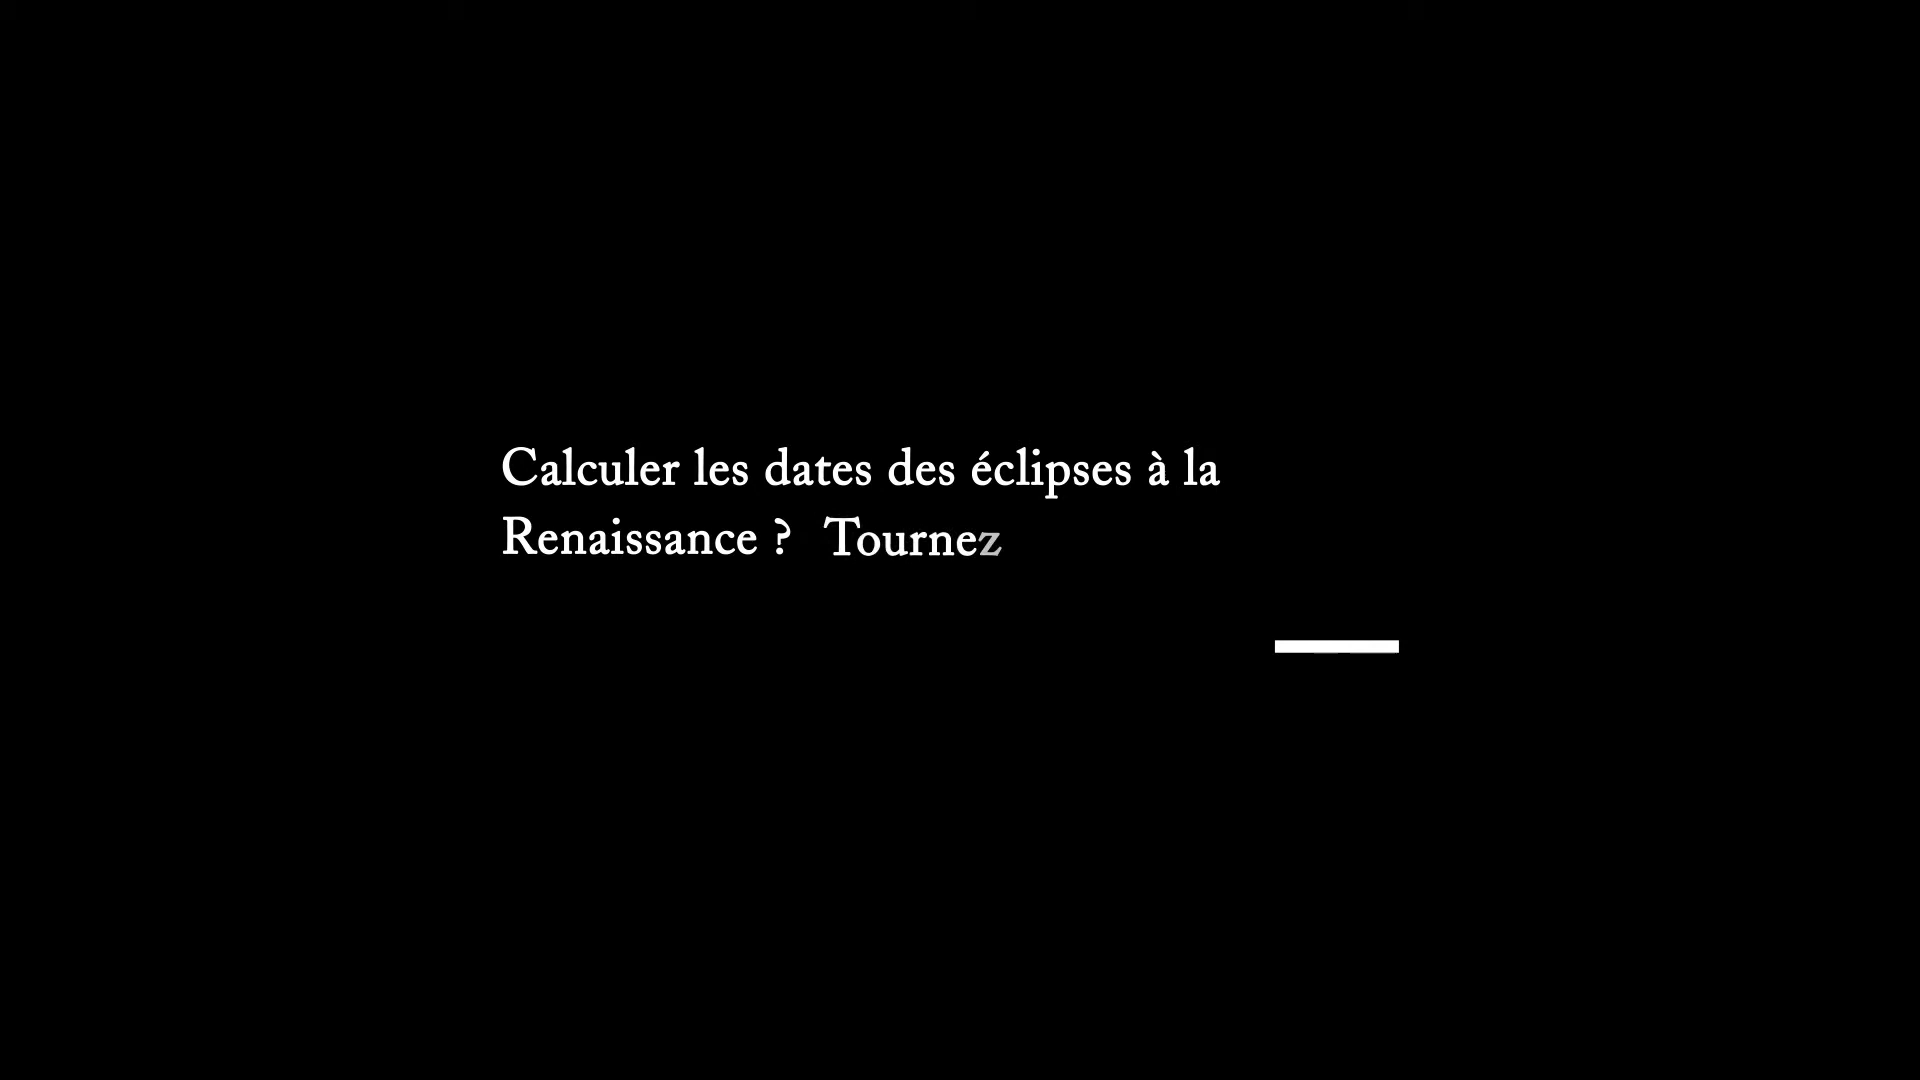 Calculer les dates des éclipses à la
Renaissance ? Tournez